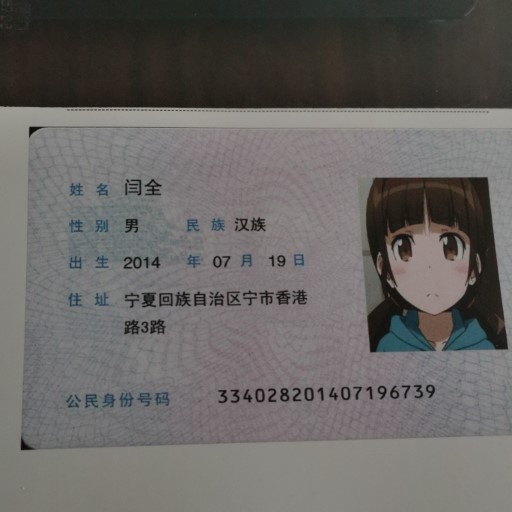 姓名 闫全
性别 男 民族 汉族
出生 2014 年 07 月 19 日
住址 宁夏回族自治区宁市香港
路3路
公民身份号码 334028201407196739